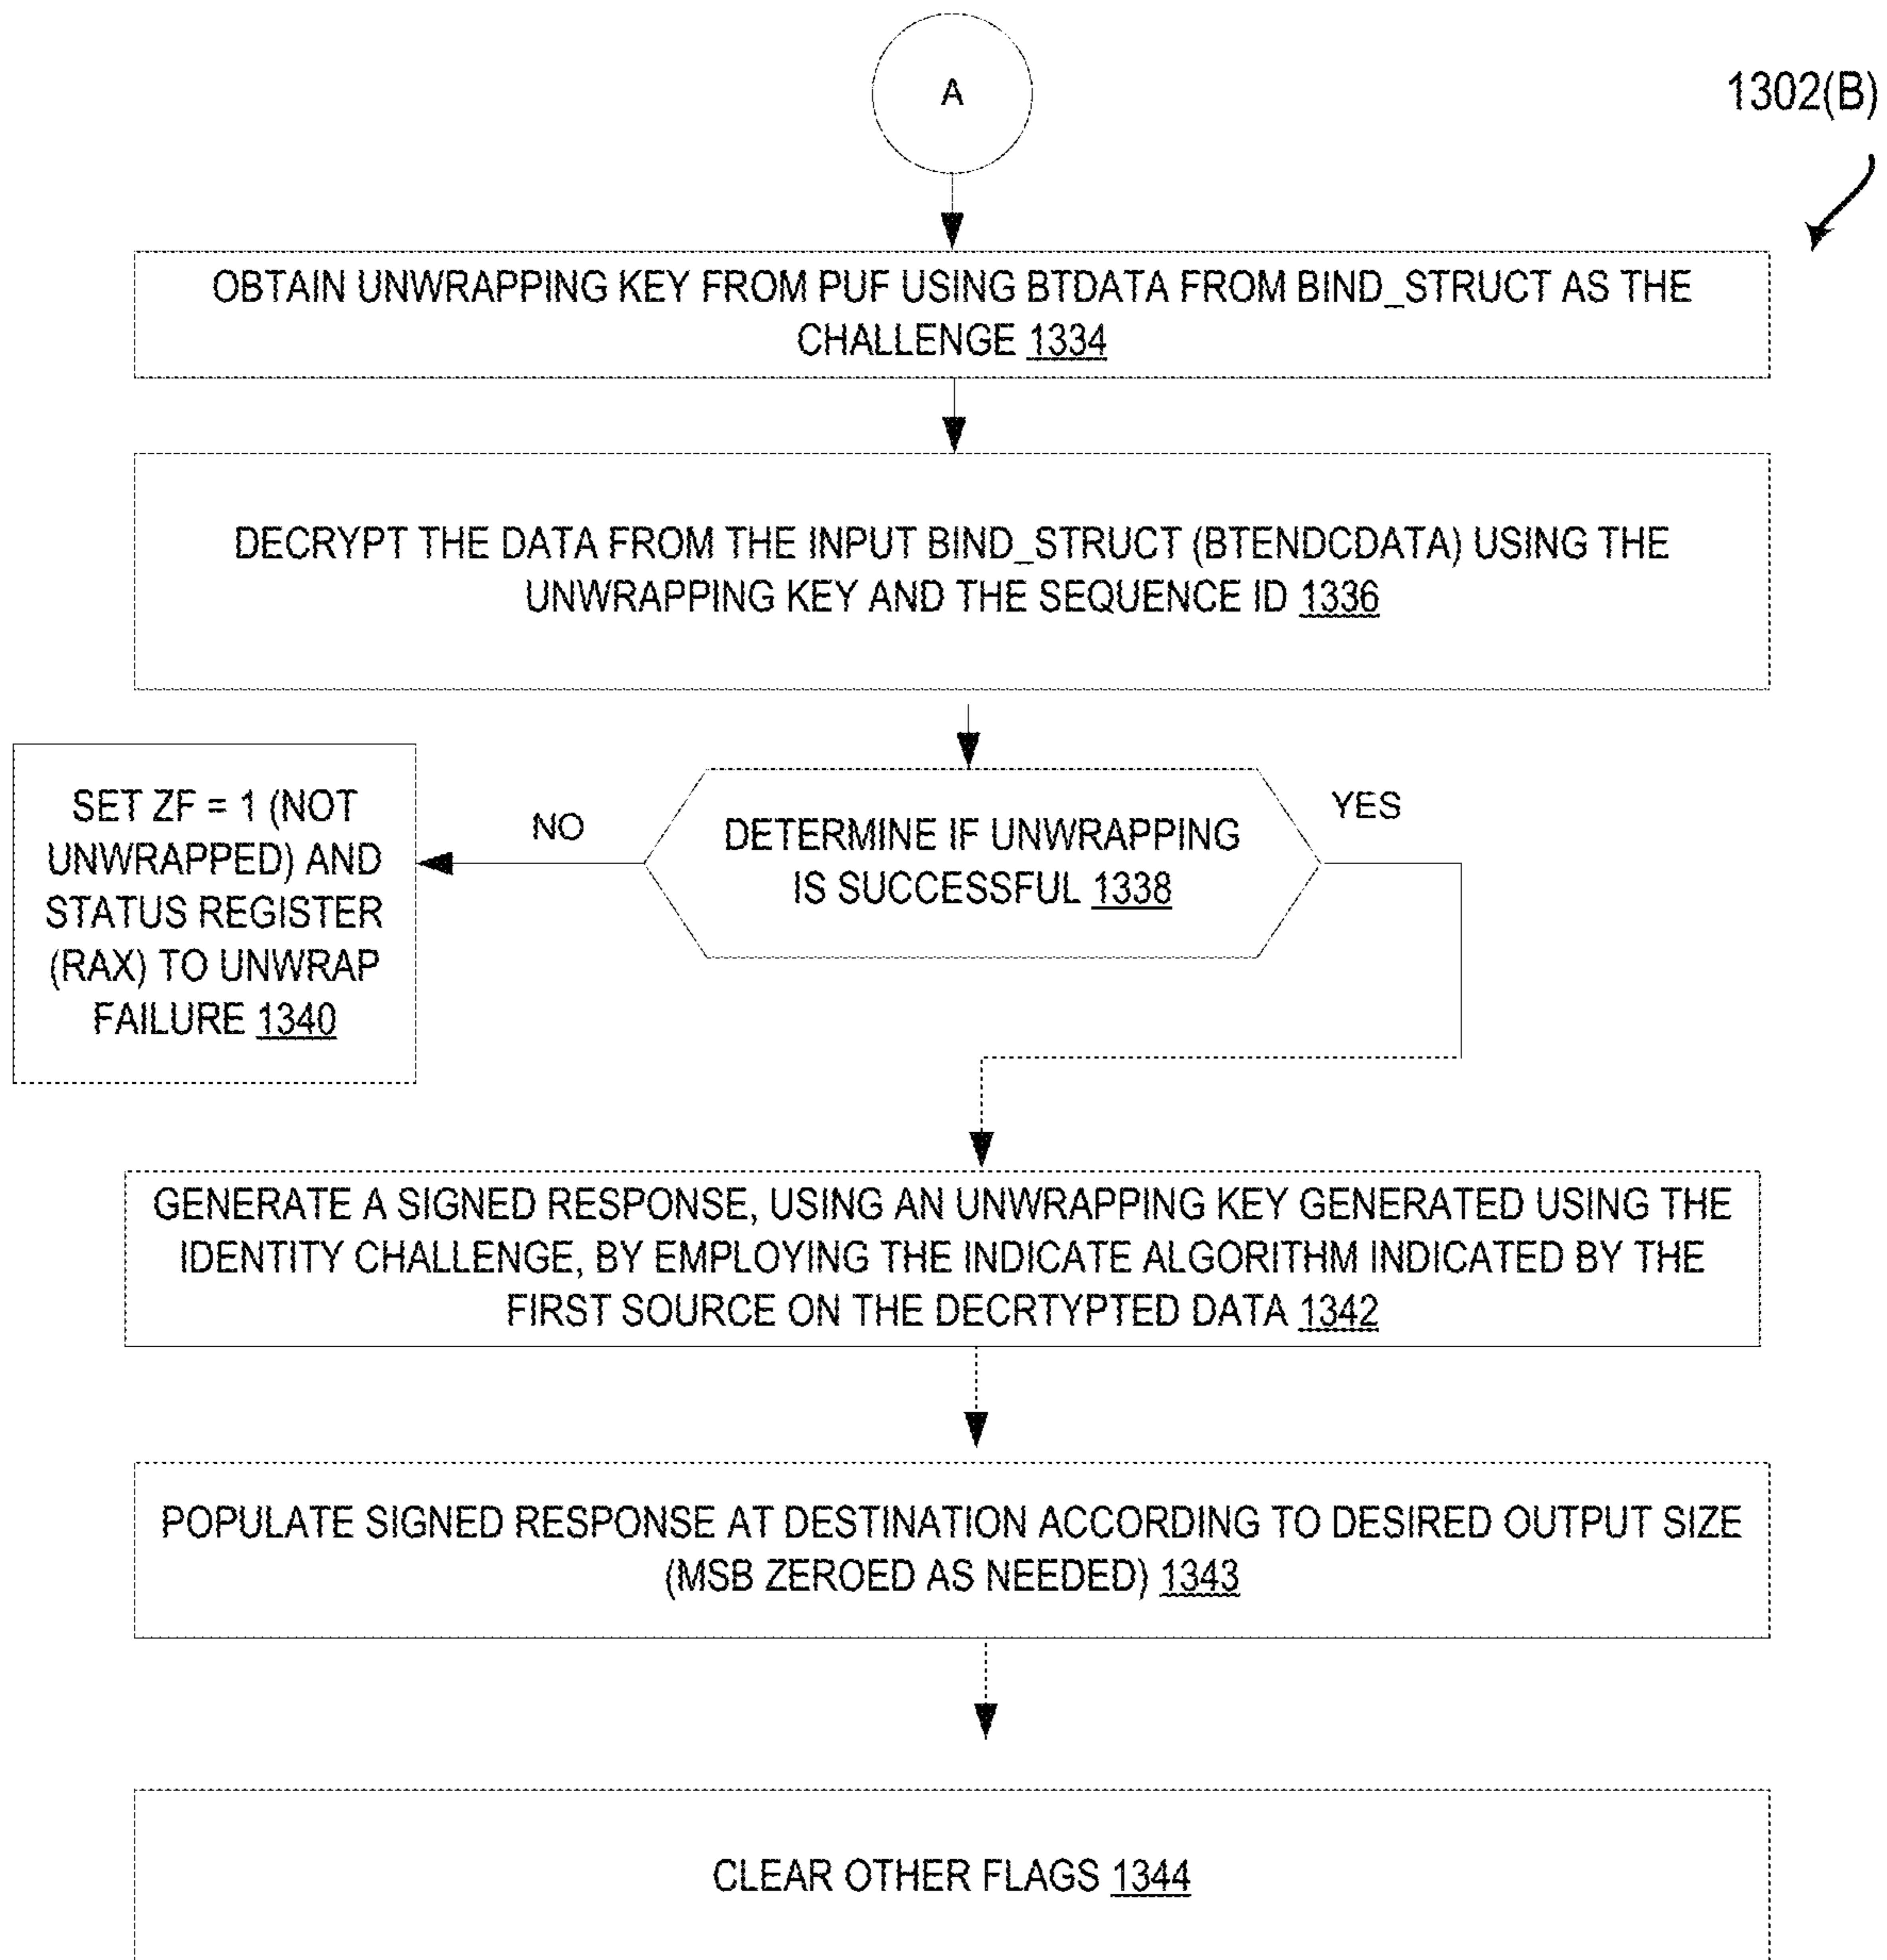 A
1302(B)
OBTAIN UNWRAPPING KEY FROM PUF USING BTDATA FROM BIND_STRUCT AS THE
CHALLENGE 1334
DECRYPT THE DATA FROM THE INPUT BIND_STRUCT (BTENDCDATA) USING THE
UNWRAPPING KEY AND THE SEQUENCE ID 1336
SET ZF = 1 (NOT
UNWRAPPED) AND
STATUS REGISTER
(RAX) TO UNWRAP
FAILURE 1340
NO
DETERMINE IF UNWRAPPING
IS SUCCESSFUL 1338
YES
GENERATE A SIGNED RESPONSE, USING AN UNWRAPPING KEY GENERATED USING THE
IDENTITY CHALLENGE, BY EMPLOYING THE INDICATE ALGORITHM INDICATED BY THE
FIRST SOURCE ON THE DECRTYPTED DATA 1342
POPULATE SIGNED RESPONSE AT DESTINATION ACCORDING TO DESIRED OUTPUT SIZE
(MSB ZEROED AS NEEDED) 1343
CLEAR OTHER FLAGS 1344